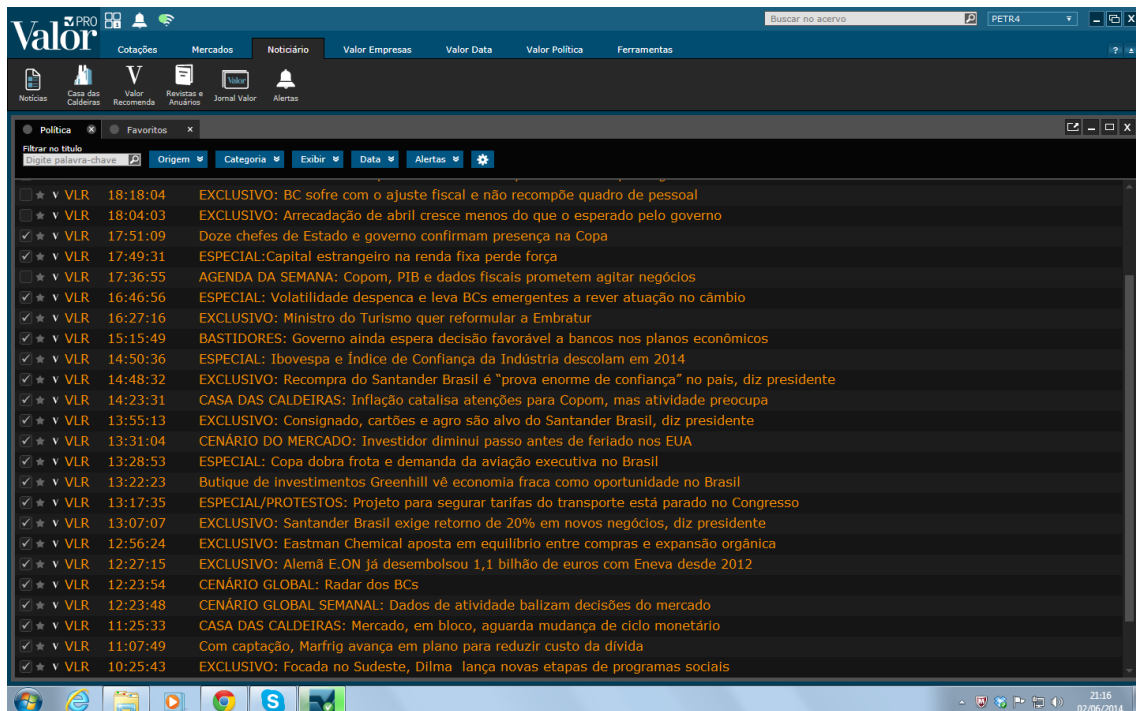 Valor PRO
Buscar no acervo
PETR4
Cotações Mercados Noticiário Valor Empresas Valor Data Valor Política Ferramentas
Notícias
Casa das Caldeiras
Valor Recomenda
Revistas e Anuários
Jornal Valor
Alertas
Política Favoritos
Filtrar no título
Digite palavra-chave Origem Categoria Exibir Data Alertas
V VLR 18:18:04 EXCLUSIVO: BC sofre com o ajuste fiscal e não recompõe quadro de pessoal
V VLR 18:04:03 EXCLUSIVO: Arrecadação de abril cresce menos do que o esperado pelo governo
V VLR 17:51:09 Doze chefes de Estado e governo confirmam presença na Copa
V VLR 17:49:31 ESPECIAL:Capital estrangeiro na renda fixa perde força
V VLR 17:36:55 AGENDA DA SEMANA: Copom, PIB e dados fiscais prometem agitar negócios
V VLR 16:46:56 ESPECIAL: Volatilidade despenca e leva BCs emergentes a rever atuação no câmbio
V VLR 16:27:16 EXCLUSIVO: Ministro do Turismo quer reformular a Embratur
V VLR 15:15:49 BASTIDORES: Governo ainda espera decisão favorável a bancos nos planos econômicos
V VLR 14:50:36 ESPECIAL: Ibovespa e Índice de Confiança da Indústria descolam em 2014
V VLR 14:48:32 EXCLUSIVO: Recompra do Santander Brasil é “prova enorme de confiança” no país, diz presidente
V VLR 14:23:31 CASA DAS CALDEIRAS: Inflação catalisa atenções para Copom, mas atividade preocupa
V VLR 13:55:13 EXCLUSIVO: Consignado, cartões e agro são alvo do Santander Brasil, diz presidente
V VLR 13:31:04 CENÁRIO DO MERCADO: Investidor diminui passo antes de feriado nos EUA
V VLR 13:28:53 ESPECIAL: Copa dobra frota e demanda da aviação executiva no Brasil
V VLR 13:22:23 Butique de investimentos Greenhill vê economia fraca como oportunidade no Brasil
V VLR 13:17:35 ESPECIAL/PROTESTOS: Projeto para segurar tarifas do transporte está parado no Congresso
V VLR 13:07:07 EXCLUSIVO: Santander Brasil exige retorno de 20% em novos negócios, diz presidente
V VLR 12:56:24 EXCLUSIVO: Eastman Chemical aposta em equilíbrio entre compras e expansão orgânica
V VLR 12:27:15 EXCLUSIVO: Alemã E.ON já desembolsou 1,1 bilhão de euros com Eneva desde 2012
V VLR 12:23:54 CENÁRIO GLOBAL: Radar dos BCs
V VLR 12:23:48 CENÁRIO GLOBAL SEMANAL: Dados de atividade balizam decisões do mercado
V VLR 11:25:33 CASA DAS CALDEIRAS: Mercado, em bloco, aguarda mudança de ciclo monetário
V VLR 11:07:49 Com captação, Marfrig avança em plano para reduzir custo da dívida
V VLR 10:25:43 EXCLUSIVO: Focada no Sudeste, Dilma lança novas etapas de programas sociais
21:16
02/06/2014